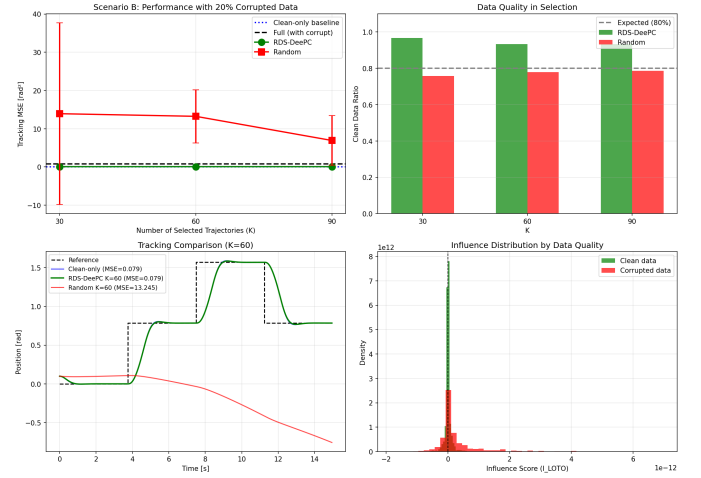 Scenario B: Performance with 20% Corrupted Data
Tracking MSE [rad²]
40
30
20
10
0
−10
30
60
90
Number of Selected Trajectories (K)
Clean-only baseline
Full (with corrupt)
RDS-DeePC
Random
Data Quality in Selection
Clean Data Ratio
1.0
0.8
0.6
0.4
0.2
0.0
30
60
90
K
Expected (80%)
RDS-DeePC
Random
Tracking Comparison (K=60)
Position [rad]
1.5
1.0
0.5
0.0
−0.5
0
2
4
6
8
10
12
14
Time [s]
Reference
Clean-only (MSE=0.079)
RDS-DeePC K=60 (MSE=0.079)
Random K=60 (MSE=13.245)
Influence Distribution by Data Quality
1e12
Density
8
7
6
5
4
3
2
1
0
−2
0
2
4
6
1e−12
Influence Score (I_LOTO)
Clean data
Corrupted data